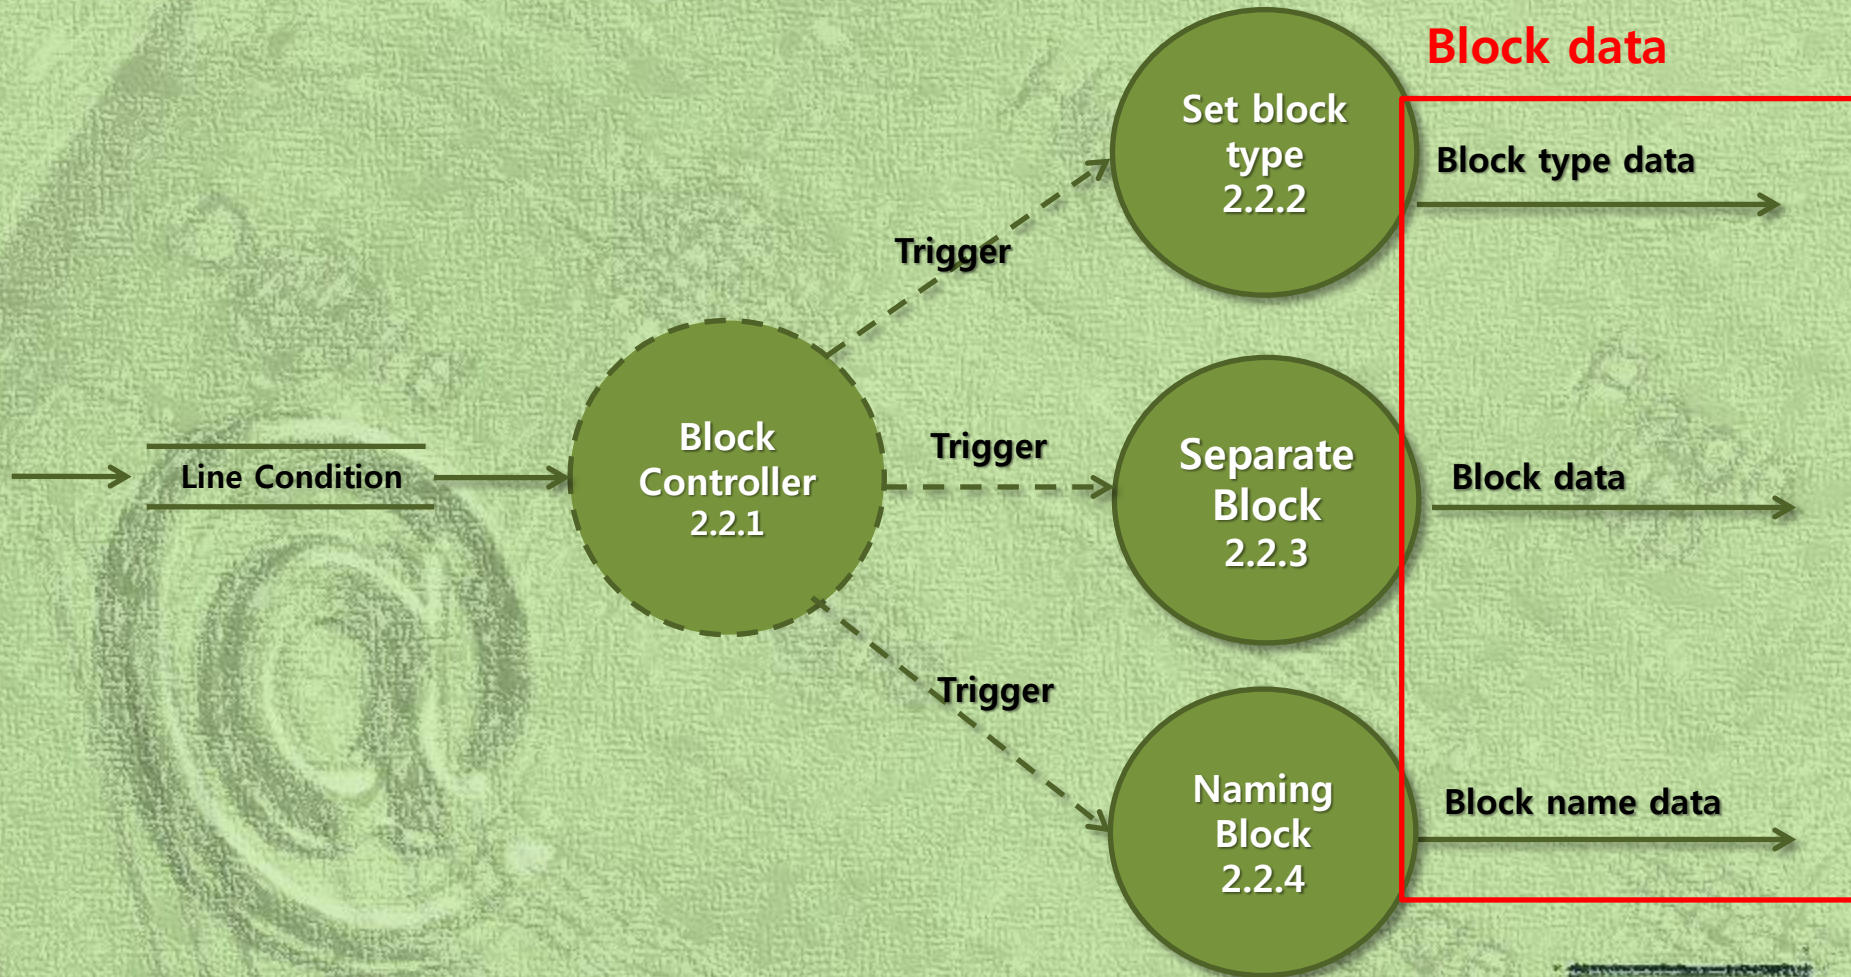 Block data
Set block
type
2.2.2
Block type data
Trigger
Line Condition
Block
Controller
2.2.1
Trigger
Separate
Block
2.2.3
Block data
Trigger
Naming
Block
2.2.4
Block name data